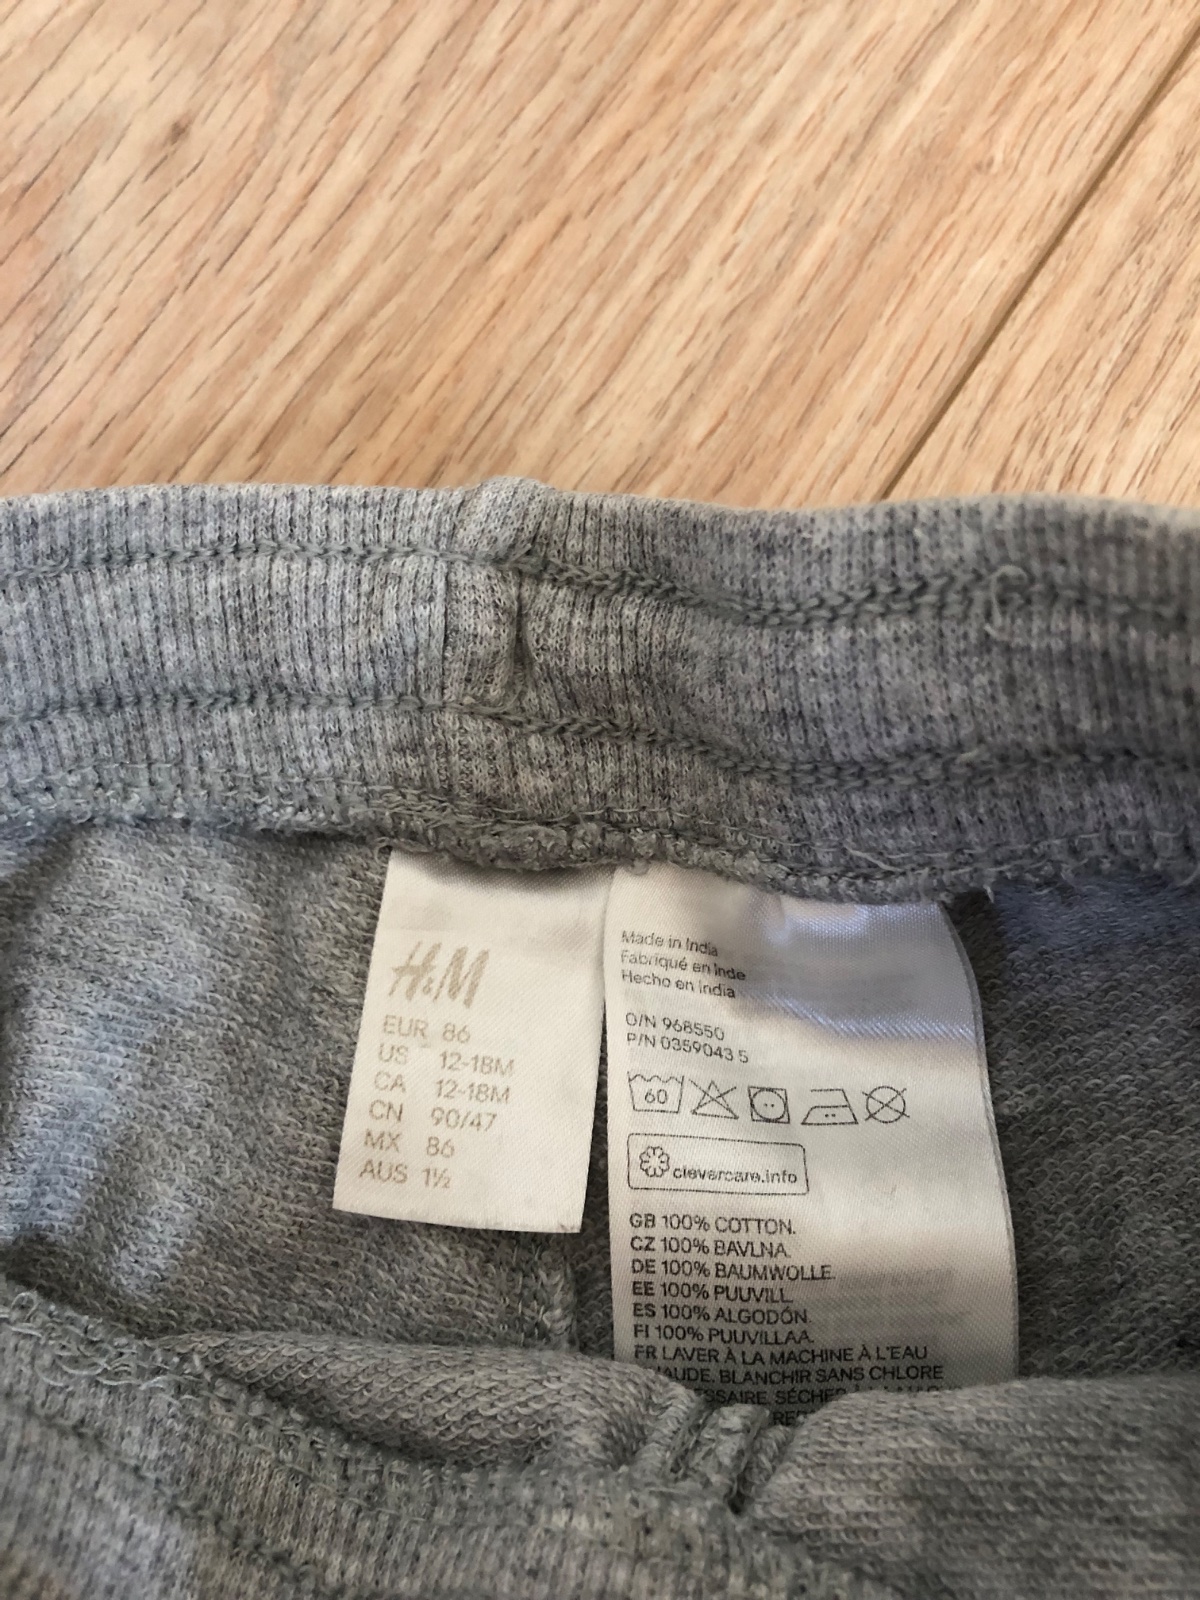 H&M
EUR 86
US 12-18M
CA 12-18M
CN 90/47
MX 86
AUS 1½
Made in India
Fabriqué en Inde
Hecho en India
O/N 968550
P/N 0359043 5
60
clevercare.info
GB 100% COTTON.
CZ 100% BAVLNA.
DE 100% BAUMWOLLE.
EE 100% PUUVILL.
ES 100% ALGODÓN.
FI 100% PUUVILLAA.
FR LAVER À LA MACHINE À L'EAU
BLANCHIR SANS CHLORE
SÉCHER